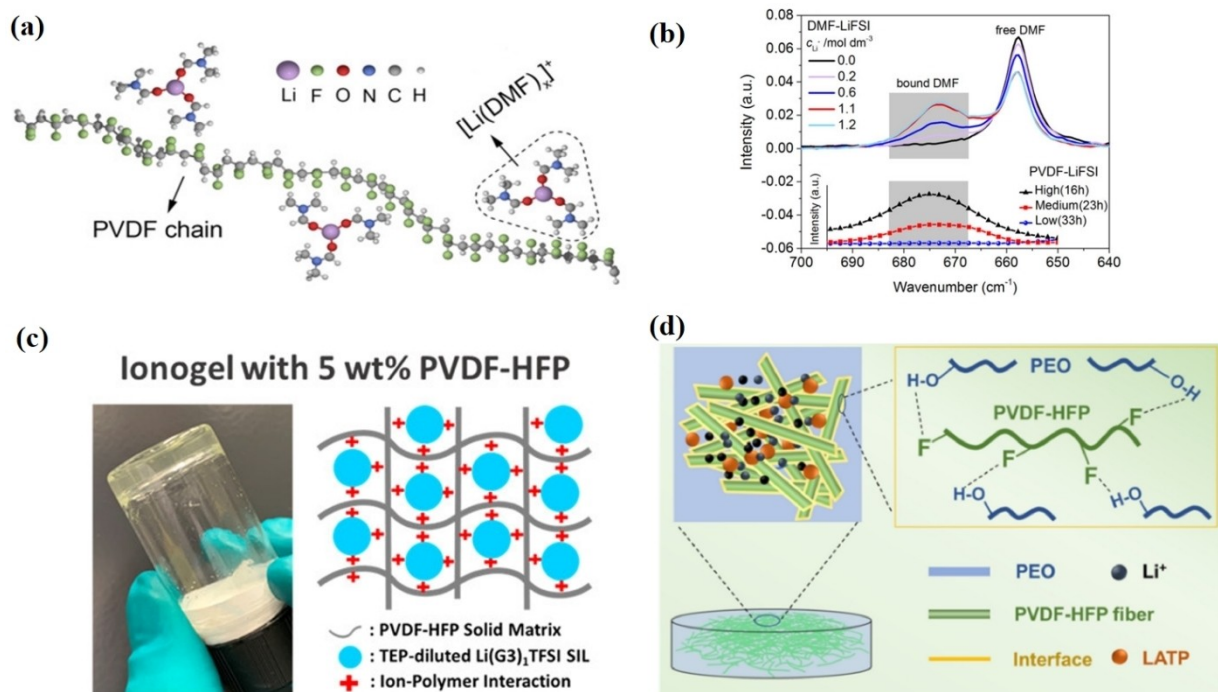 (a)
Li F O N C H
[Li(DMF)ₓ]⁺
PVDF chain
(b)
DMF-LiFSI
c_Li⁺ /mol dm⁻³
0.0
0.2
0.6
1.1
1.2
free DMF
bound DMF
PVDF-LiFSI
High(16h)
Medium(23h)
Low(33h)
Intensity (a.u.)
Intensity (a.u.)
0.08
0.06
0.04
0.02
0.00
-0.02
-0.04
-0.06
700 690 680 670 660 650 640
Wavenumber (cm⁻¹)
(c)
Ionogel with 5 wt% PVDF-HFP
: PVDF-HFP Solid Matrix
: TEP-diluted Li(G3)₁TFSI SIL
: Ion-Polymer Interaction
(d)
H-O
PEO
O-H
PVDF-HFP
F
F
F
F
H-O
H-O
PEO
Li⁺
PVDF-HFP fiber
Interface
LATP